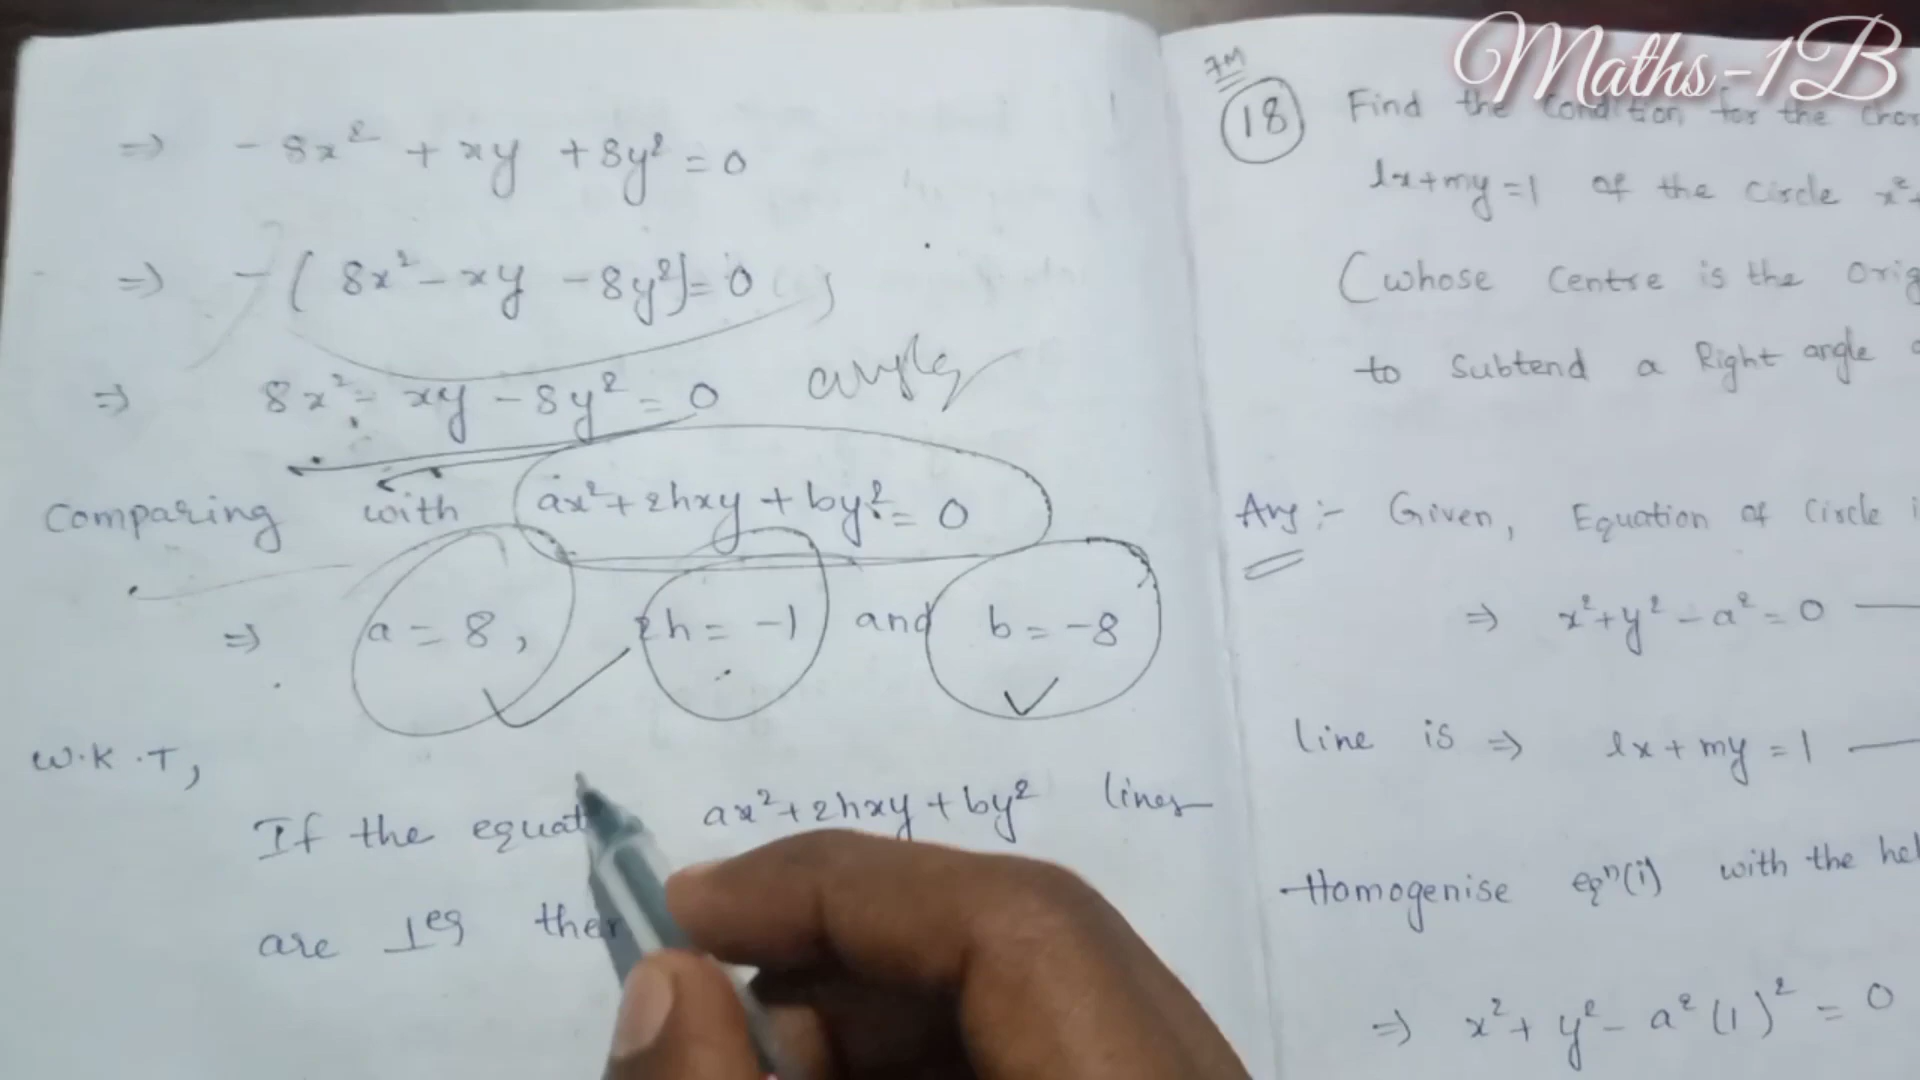 ⇒ -8x² + xy + 8y² = 0
⇒ -(8x² - xy - 8y²) = 0
⇒ 8x² - xy - 8y² = 0
Comparing with ax² + 2hxy + by² = 0
⇒ a = 8, 2h = -1 and b = -8
W.K.T,
If the ax² + 2hxy + by² lines
are
Maths-1B
7M
18 Find the Condition for the
lx + my = 1 of the circle
(whose Centre is the
to Subtend a Right angle
Ans :- Given, Equation of Circle
⇒ x² + y² - a² = 0
line is ⇒ lx + my = 1
Homogenise eqⁿ(i) with the
⇒ x² + y² - a²(1)² = 0